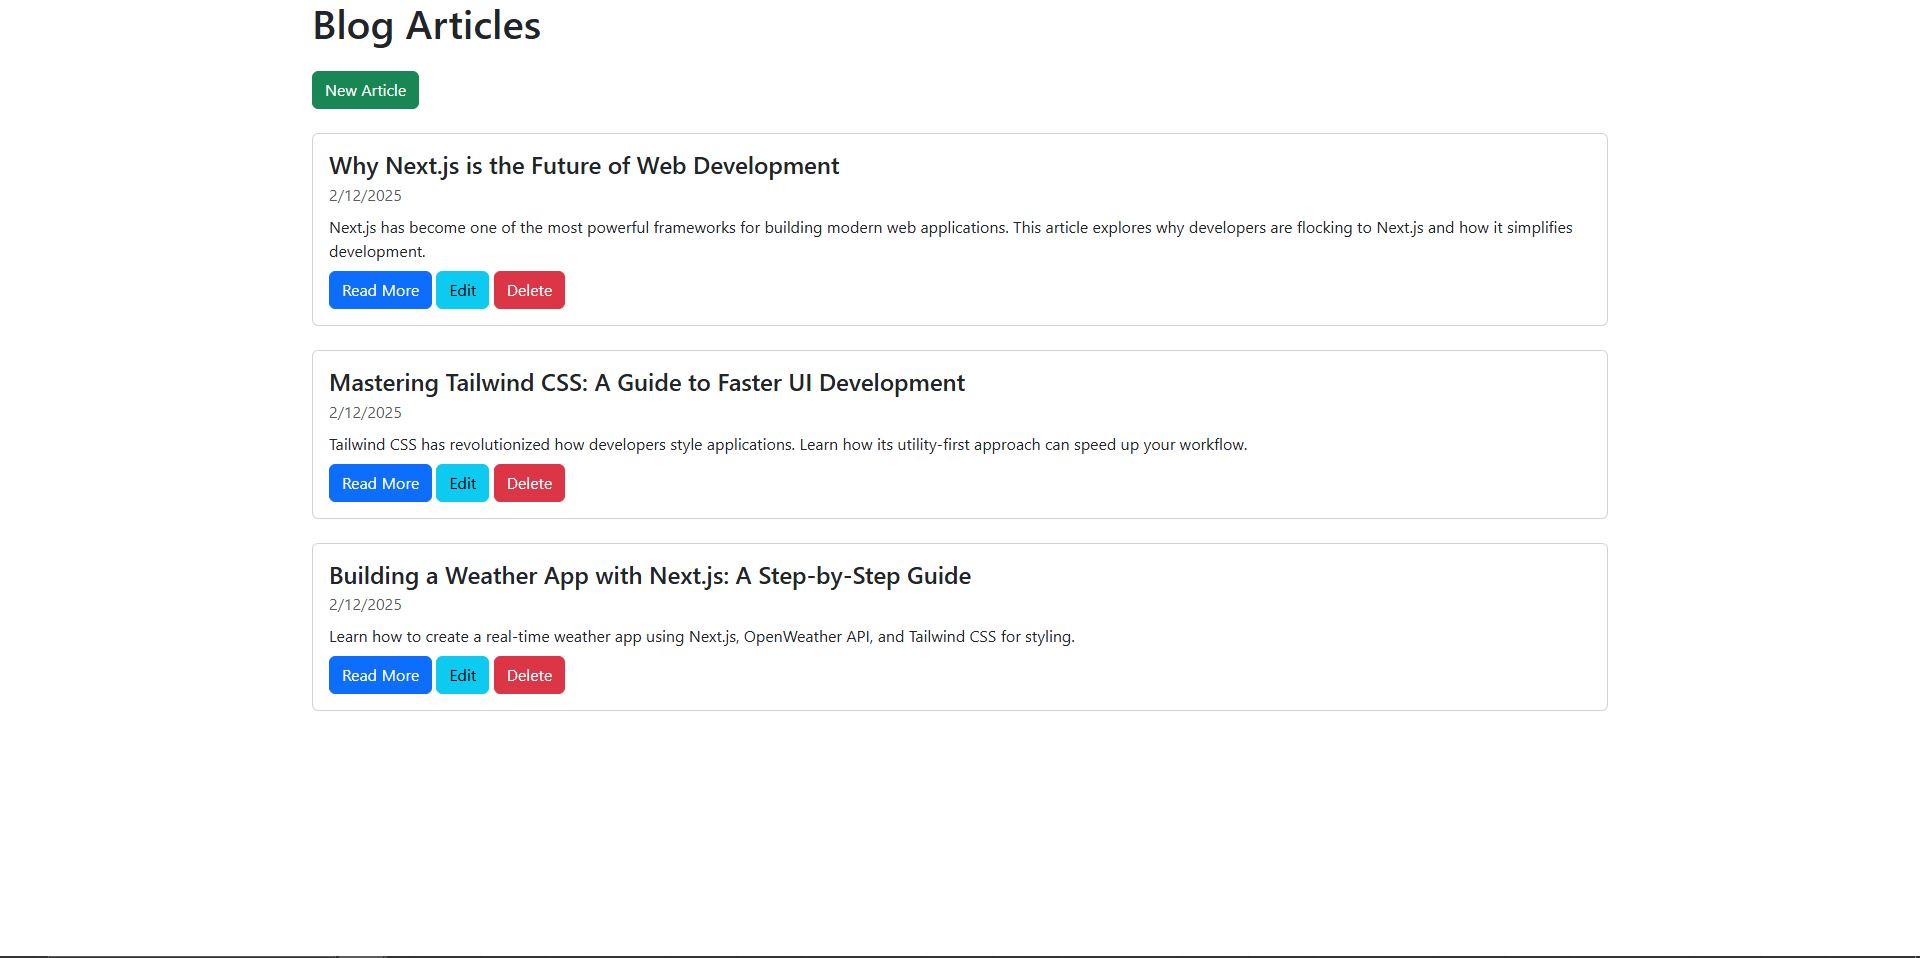 Blog Articles
New Article
Why Next.js is the Future of Web Development
2/12/2025
Next.js has become one of the most powerful frameworks for building modern web applications. This article explores why developers are flocking to Next.js and how it simplifies
development.
Read More Edit Delete
Mastering Tailwind CSS: A Guide to Faster UI Development
2/12/2025
Tailwind CSS has revolutionized how developers style applications. Learn how its utility-first approach can speed up your workflow.
Read More Edit Delete
Building a Weather App with Next.js: A Step-by-Step Guide
2/12/2025
Learn how to create a real-time weather app using Next.js, OpenWeather API, and Tailwind CSS for styling.
Read More Edit Delete